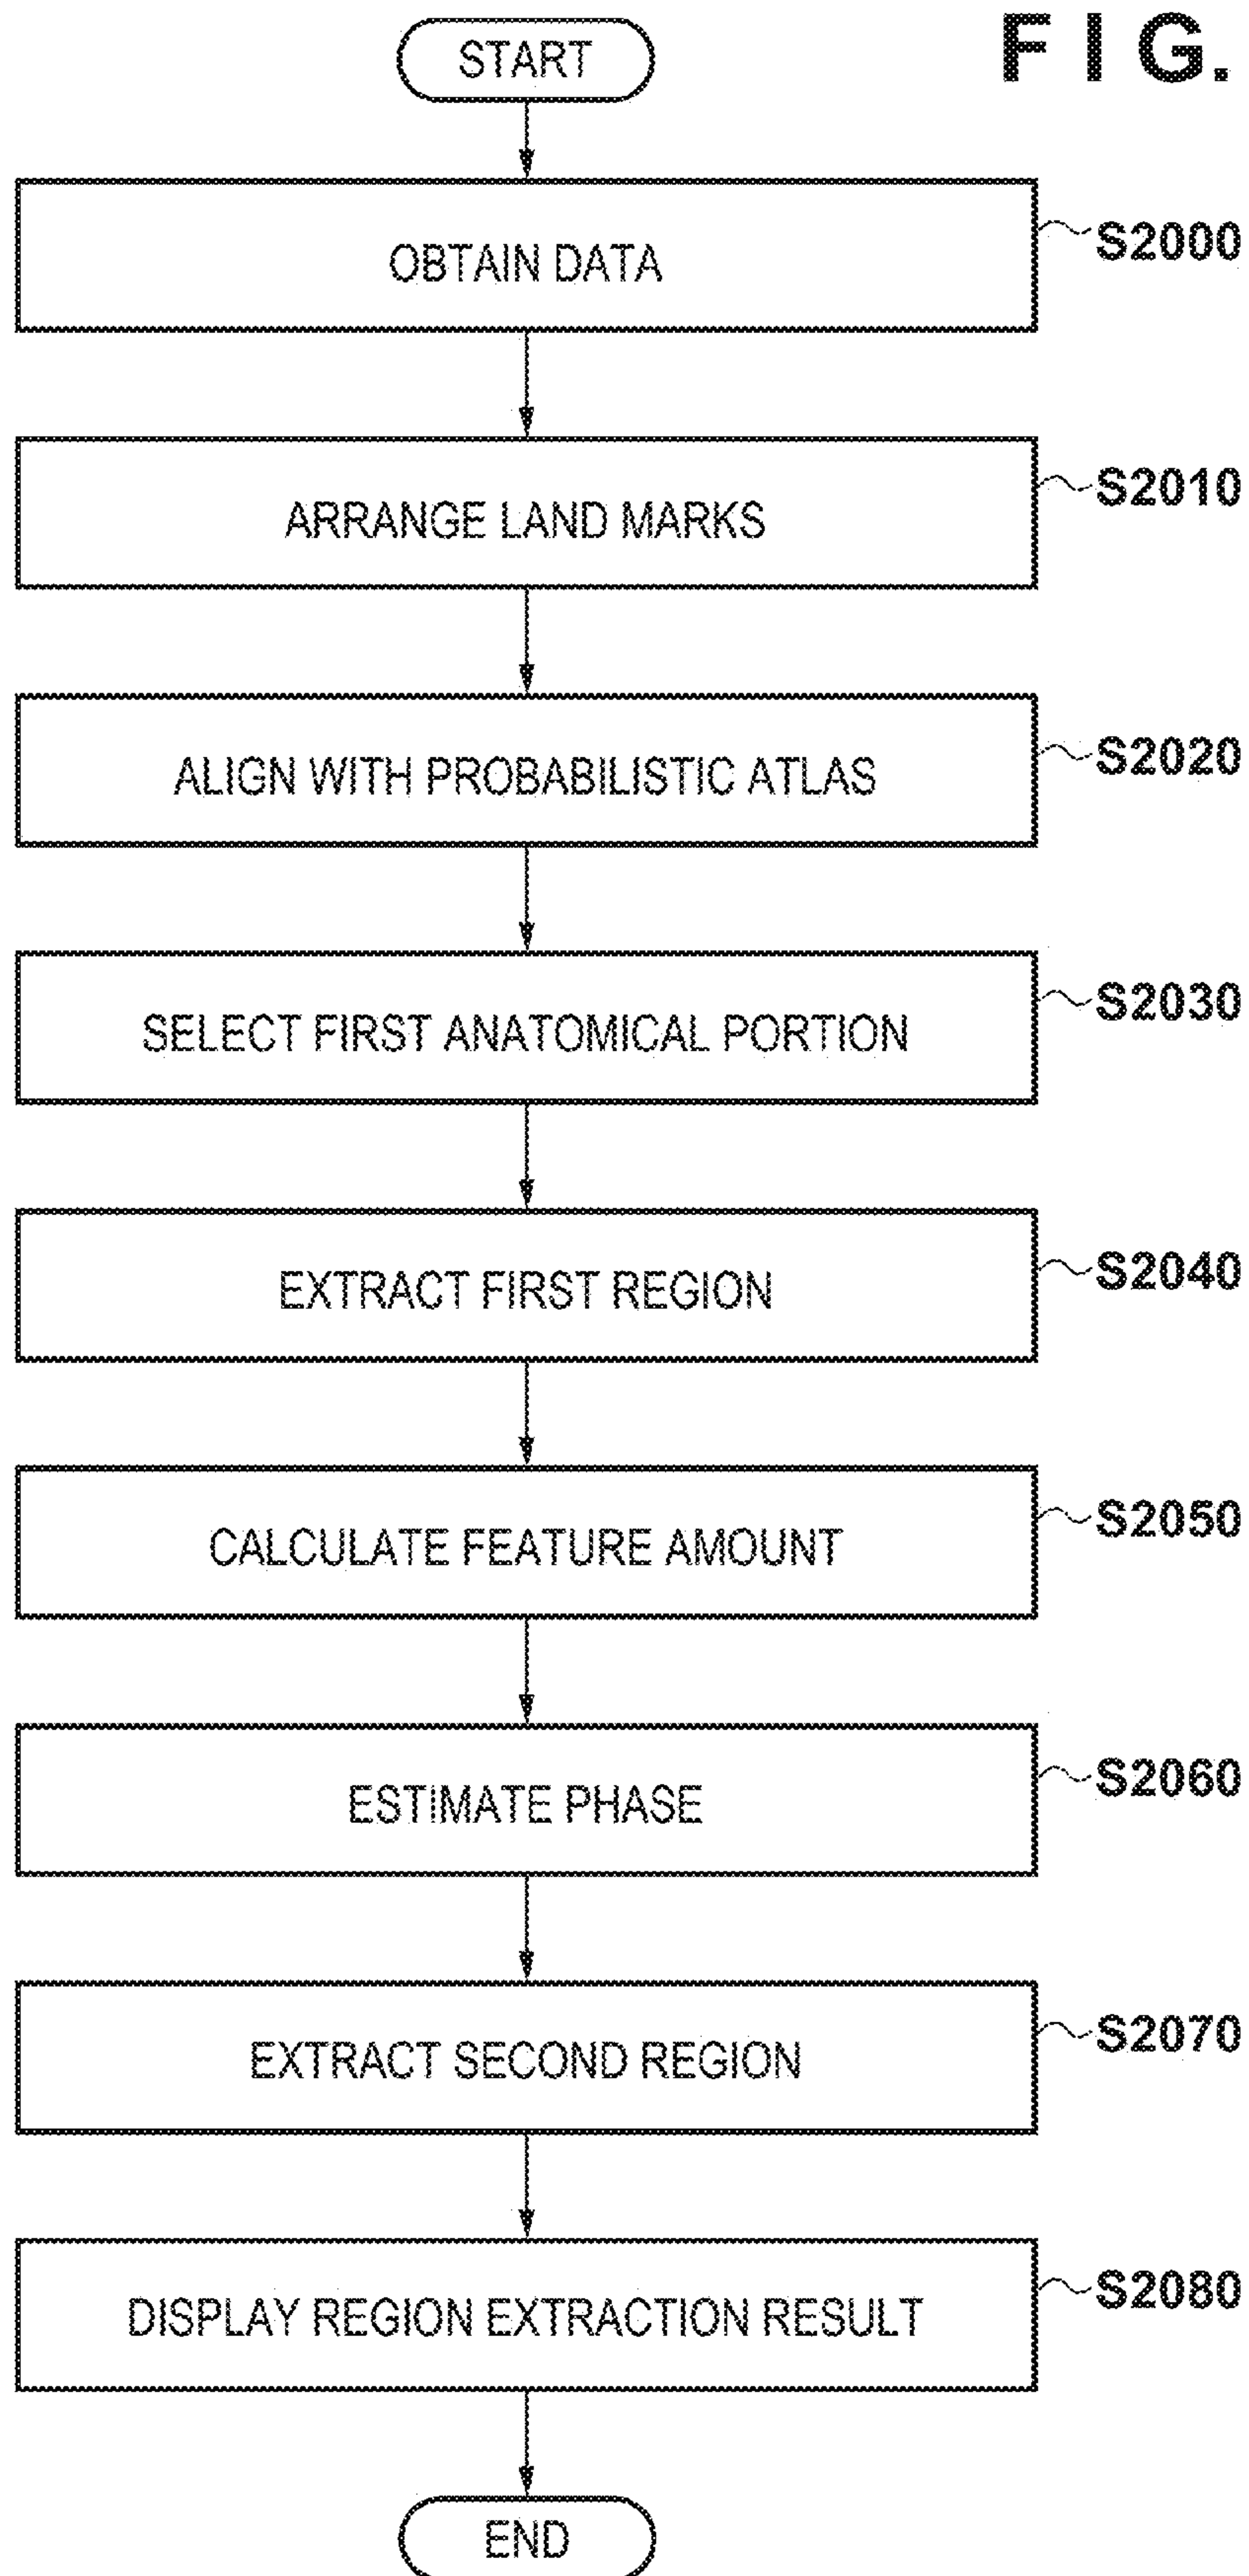 FIG.
START
OBTAIN DATA
S2000
ARRANGE LAND MARKS
S2010
ALIGN WITH PROBABILISTIC ATLAS
S2020
SELECT FIRST ANATOMICAL PORTION
S2030
EXTRACT FIRST REGION
S2040
CALCULATE FEATURE AMOUNT
S2050
ESTIMATE PHASE
S2060
EXTRACT SECOND REGION
S2070
DISPLAY REGION EXTRACTION RESULT
S2080
END